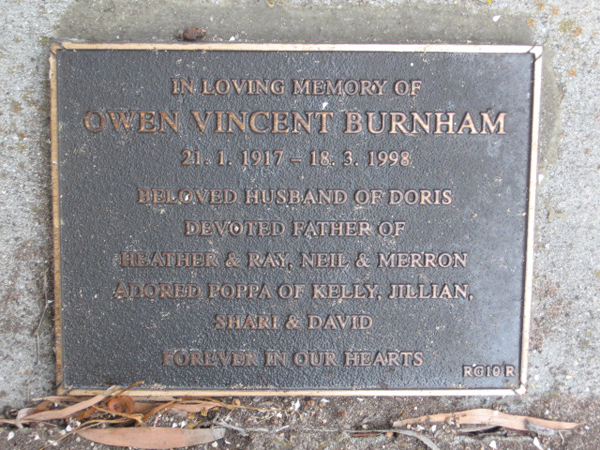 IN LOVING MEMORY OF
OWEN VINCENT BURNHAM
21. 1. 1917 – 18. 3. 1998
BELOVED HUSBAND OF DORIS
DEVOTED FATHER OF
HEATHER & RAY, NEIL & MERRON
ADORED POPPA OF KELLY, JILLIAN,
SHARI & DAVID
FOREVER IN OUR HEARTS
RG10 R